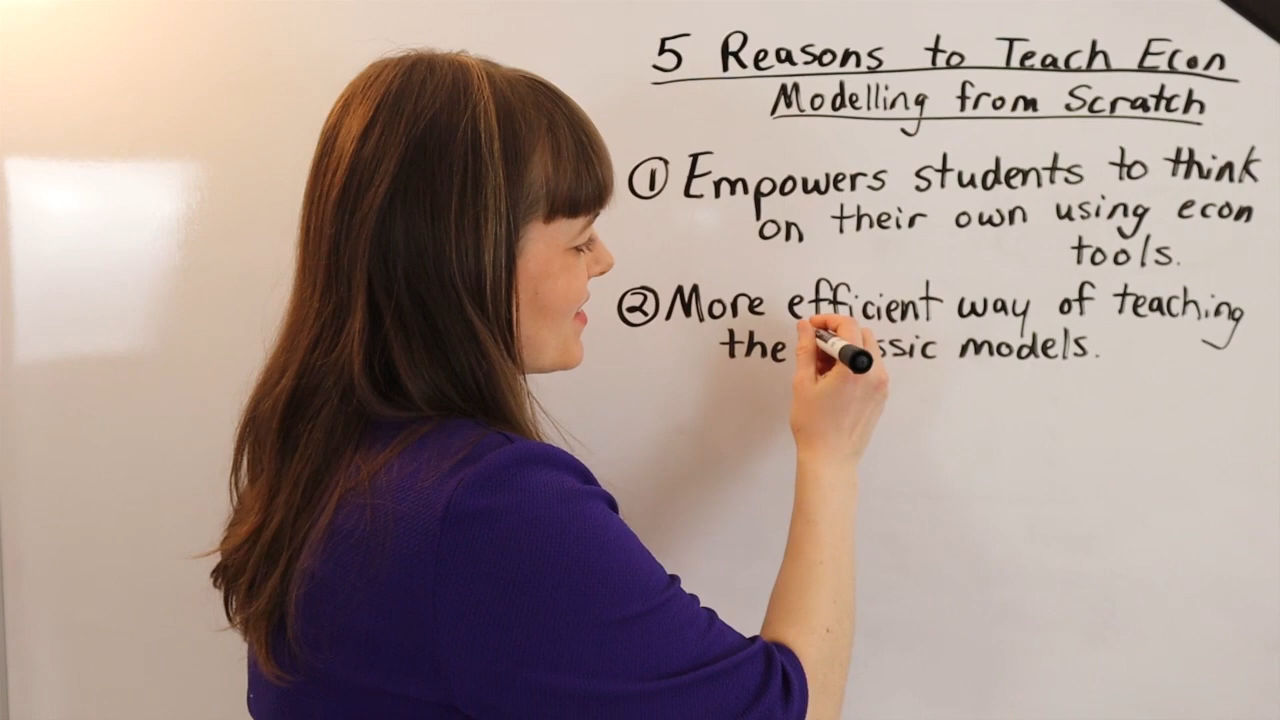 5 Reasons to Teach Econ
Modelling from Scratch
① Empowers students to think
on their own using econ
tools.
② More efficient way of teaching
the ssic models.